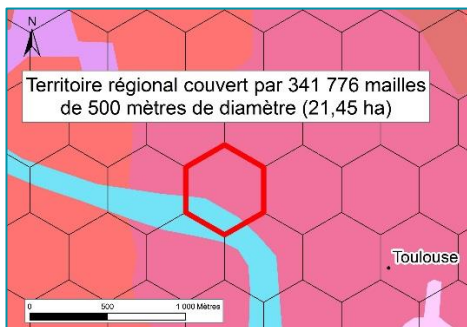 N
Territoire régional couvert par 341 776 mailles
de 500 mètres de diamètre (21,45 ha)
Toulouse
0 500 1 000 Mètres